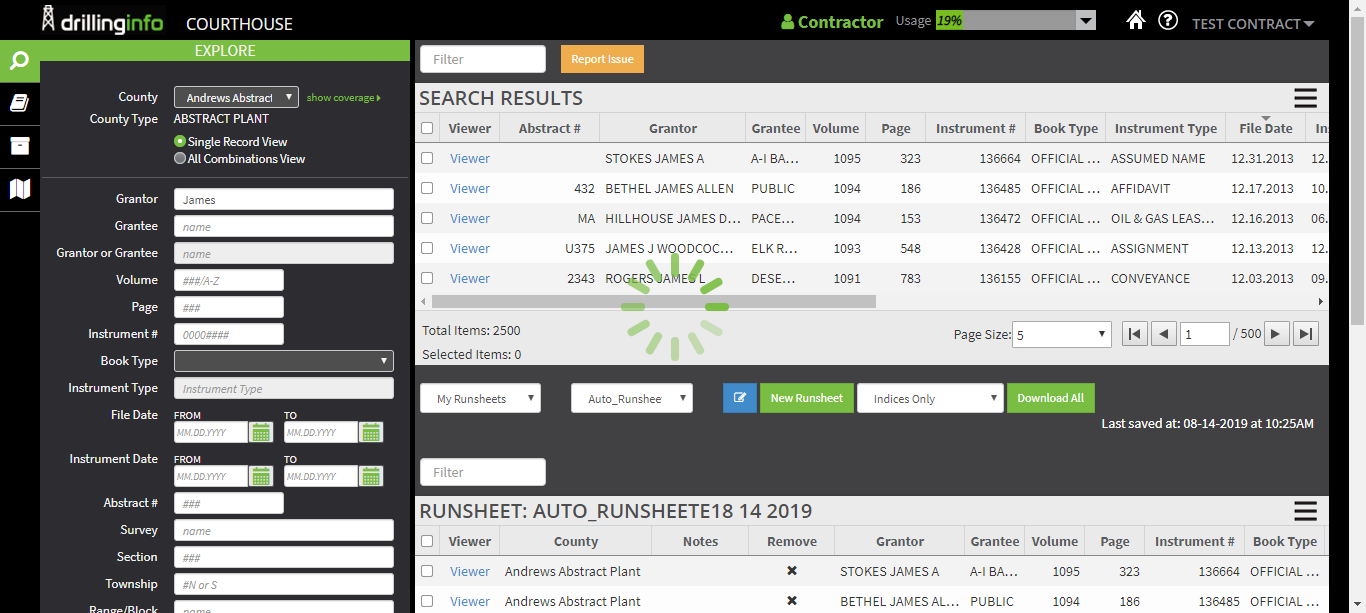 drillinginfo COURTHOUSE Contractor Usage 19% TEST CONTRACT
EXPLORE
County Andrews Abstract show coverage
County Type ABSTRACT PLANT
Single Record View
All Combinations View
Grantor James
Grantee name
Grantor or Grantee name
Volume ###/A-Z
Page ###
Instrument # 0000####
Book Type
Instrument Type Instrument Type
File Date FROM TO
MM.DD.YYYY MM.DD.YYYY
Instrument Date FROM TO
MM.DD.YYYY MM.DD.YYYY
Abstract # ###
Survey name
Section ###
Township #N or S
Range/Block name
Filter Report Issue
SEARCH RESULTS
Viewer Abstract # Grantor Grantee Volume Page Instrument # Book Type Instrument Type File Date In
Viewer STOKES JAMES A A-I BA... 1095 323 136664 OFFICIAL ... ASSUMED NAME 12.31.2013 12.
Viewer 432 BETHEL JAMES ALLEN PUBLIC 1094 186 136485 OFFICIAL ... AFFIDAVIT 12.17.2013 10.
Viewer MA HILLHOUSE JAMES D... PACE... 1094 153 136472 OFFICIAL ... OIL & GAS LEAS... 12.16.2013 06.
Viewer U375 JAMES J WOODCOC... ELK R... 1093 548 136428 OFFICIAL ... ASSIGNMENT 12.13.2013 12.
Viewer 2343 ROGERS JAMES L DESE... 1091 783 136155 OFFICIAL ... CONVEYANCE 12.03.2013 09.
Total Items: 2500
Selected Items: 0
Page Size: 5 1 / 500
My Runsheets Auto_Runshee New Runsheet Indices Only Download All
Last saved at: 08-14-2019 at 10:25AM
Filter
RUNSHEET: AUTO_RUNSHEETE18 14 2019
Viewer County Notes Remove Grantor Grantee Volume Page Instrument # Book Type
Viewer Andrews Abstract Plant STOKES JAMES A A-I BA... 1095 323 136664 OFFICIAL ...
Viewer Andrews Abstract Plant BETHEL JAMES AL... PUBLIC 1094 186 136485 OFFICIAL ...